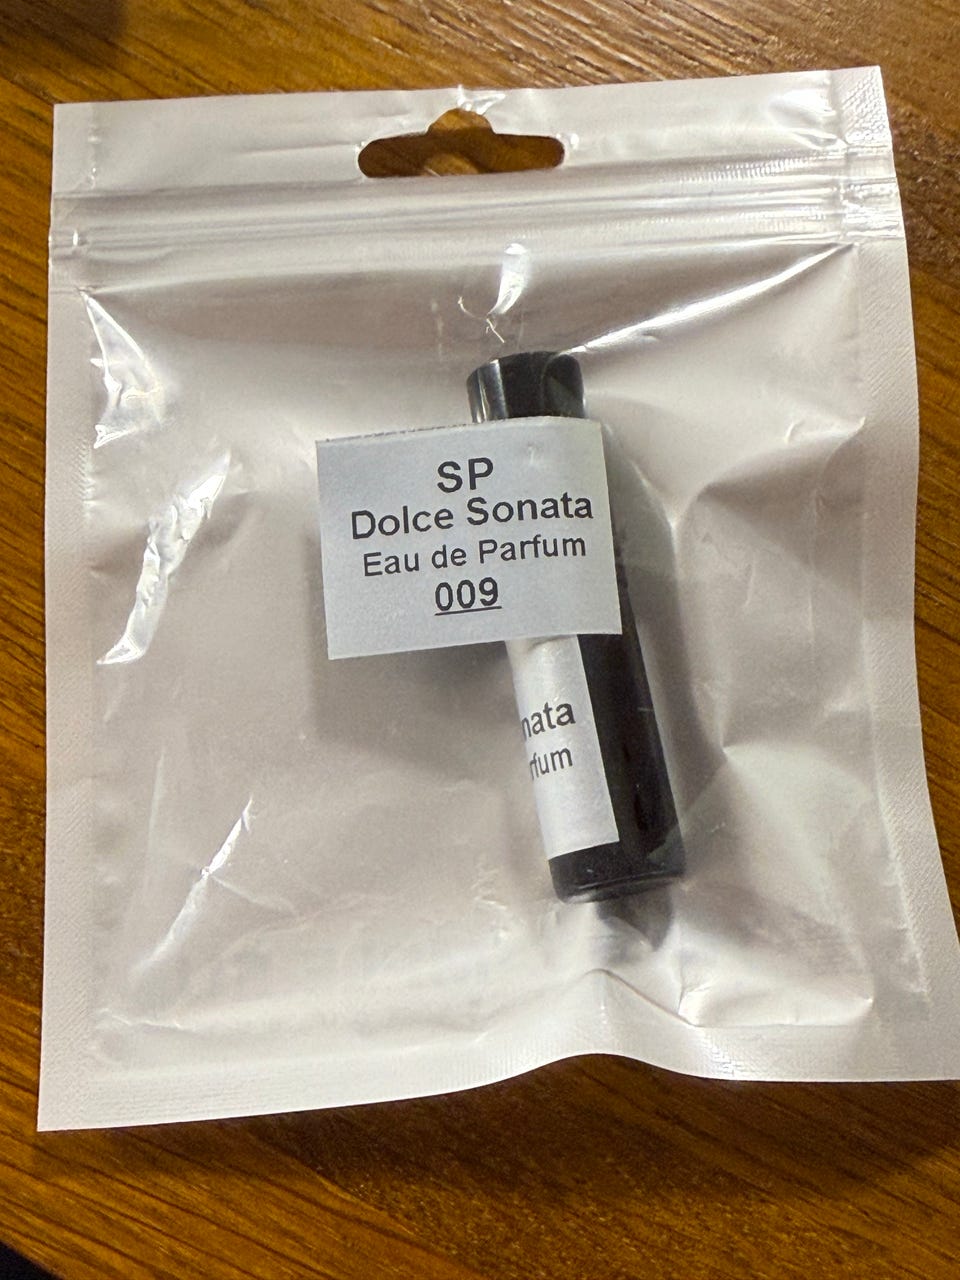 SP
Dolce Sonata
Eau de Parfum
009
nata
rfum